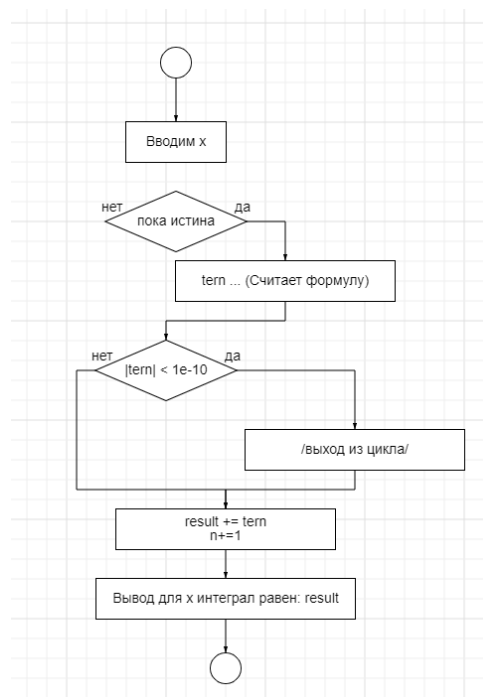 Вводим x
нет
да
пока истина
tern ... (Считает формулу)
нет
да
|tern| < 1e-10
/выход из цикла/
result += tern
n+=1
Вывод для x интеграл равен: result